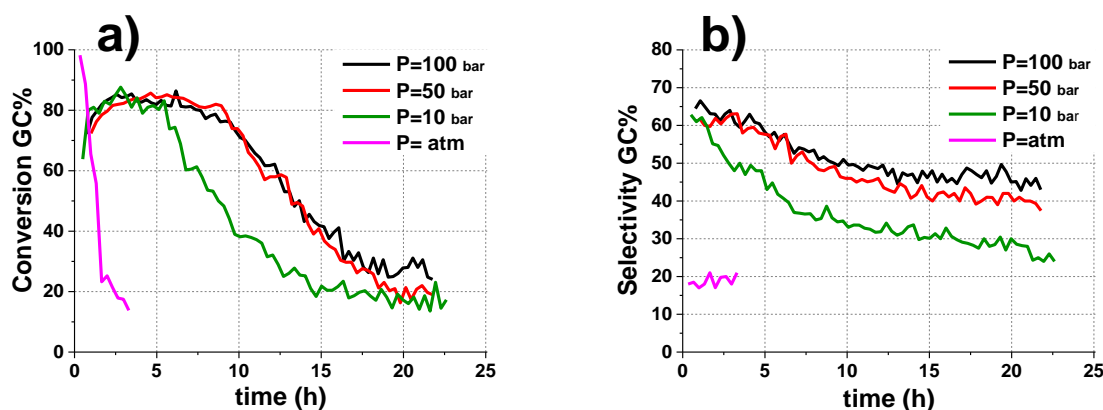 a)
Conversion GC%
100
80
60
40
20
0
0 5 10 15 20 25
time (h)
P=100 bar
P=50 bar
P=10 bar
P= atm
b)
Selectivity GC%
80
70
60
50
40
30
20
10
0
0 5 10 15 20 25
time (h)
P=100 bar
P=50 bar
P=10 bar
P=atm